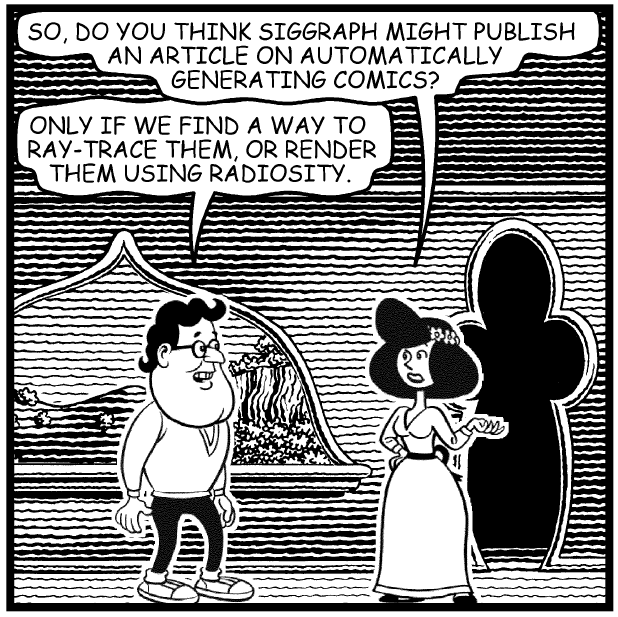 SO, DO YOU THINK SIGGRAPH MIGHT PUBLISH
AN ARTICLE ON AUTOMATICALLY
GENERATING COMICS?
ONLY IF WE FIND A WAY TO
RAY-TRACE THEM, OR RENDER
THEM USING RADIOSITY.